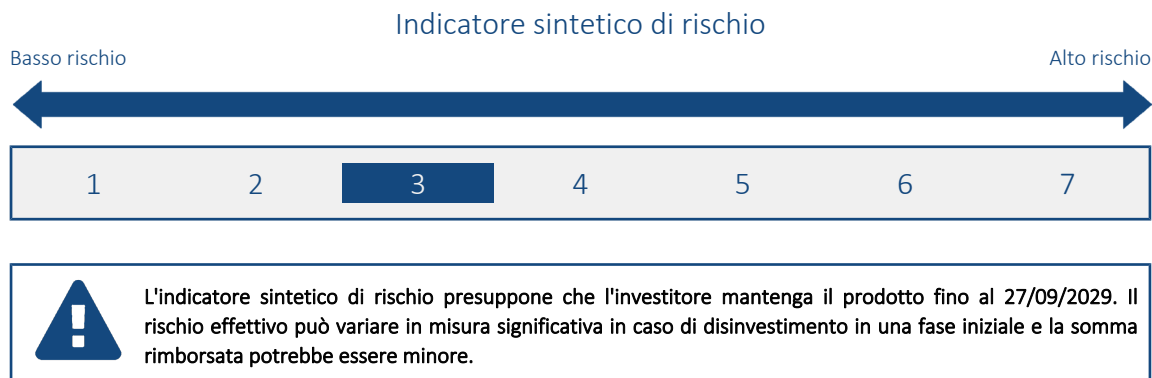 Indicatore sintetico di rischio
Basso rischio
Alto rischio
1 2 3 4 5 6 7
L'indicatore sintetico di rischio presuppone che l'investitore mantenga il prodotto fino al 27/09/2029. Il
rischio effettivo può variare in misura significativa in caso di disinvestimento in una fase iniziale e la somma
rimborsata potrebbe essere minore.